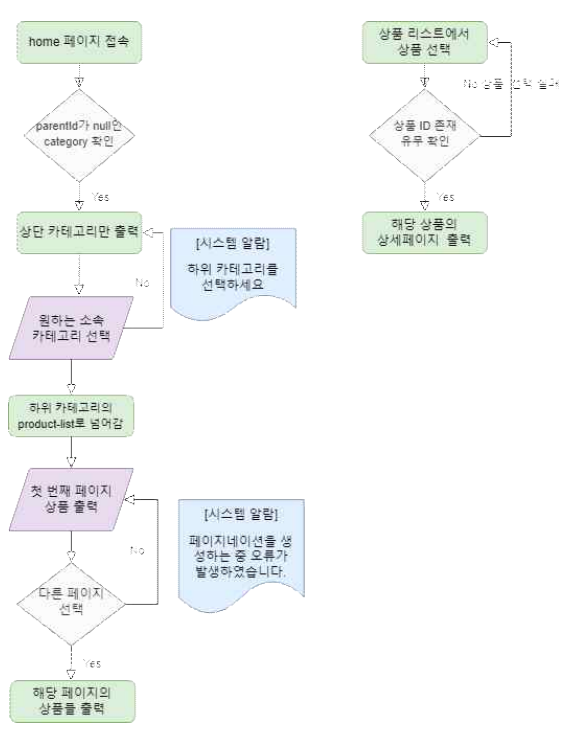 home 페이지 접속
parentId가 null인
category 확인
Yes
상단 카테고리만 출력
No
[시스템 알람]
하위 카테고리를
선택하세요
원하는 소속
카테고리 선택
하위 카테고리의
product-list로 넘어감
첫 번째 페이지
상품 출력
No
[시스템 알람]
페이지네이션을 생
성하는 중 오류가
발생하였습니다.
다른 페이지
선택
Yes
해당 페이지의
상품들 출력
상품 리스트에서
상품 선택
No 상품 선택 실패
상품 ID 존재
유무 확인
Yes
해당 상품의
상세페이지 출력